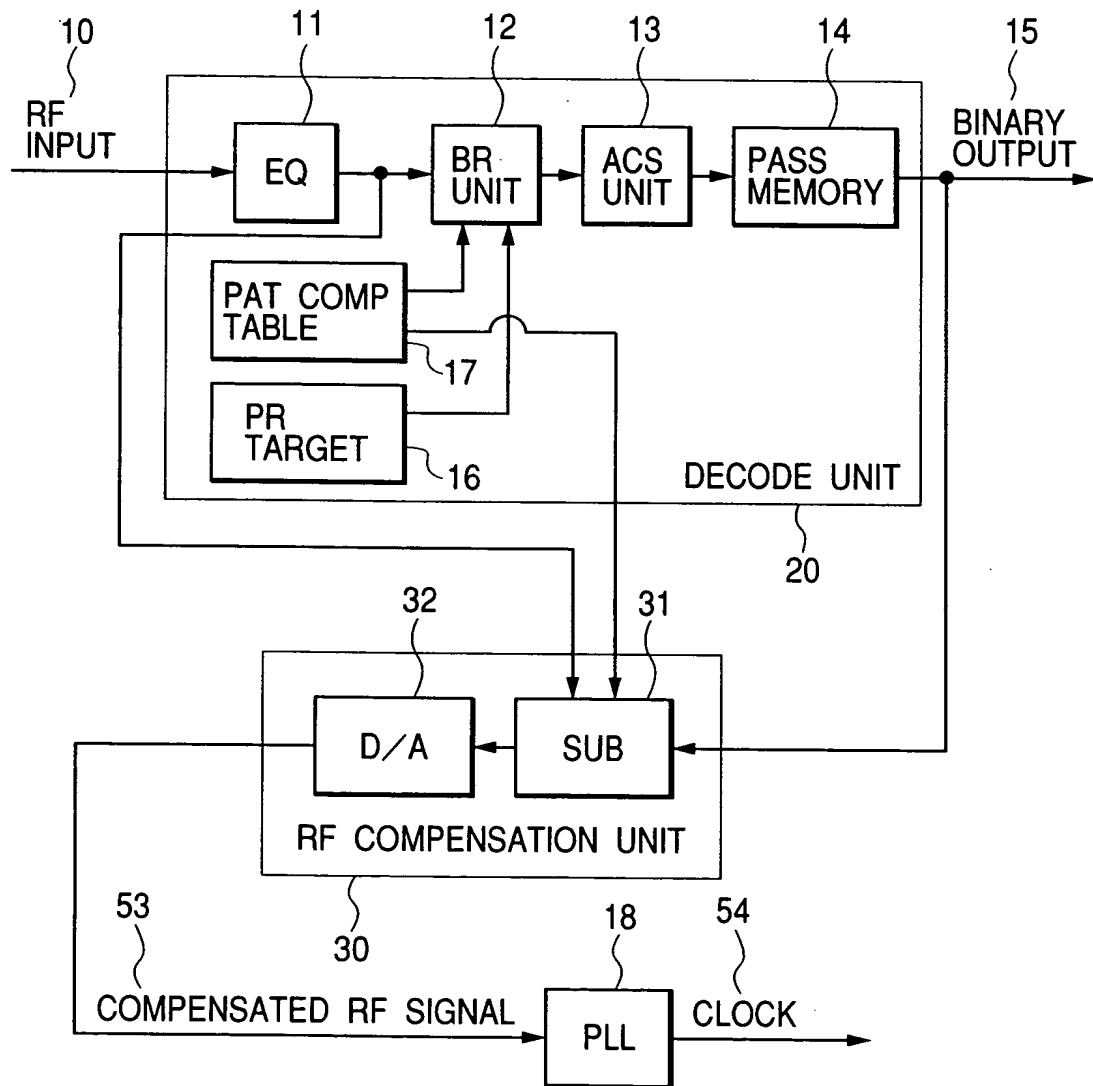 10
11
12
13
14
15
RF
INPUT
EQ
BR
UNIT
ACS
UNIT
PASS
MEMORY
BINARY
OUTPUT
PAT COMP
TABLE
17
PR
TARGET
16
DECODE UNIT
20
32
31
D/A
SUB
RF COMPENSATION UNIT
30
53
18
54
COMPENSATED RF SIGNAL
PLL
CLOCK